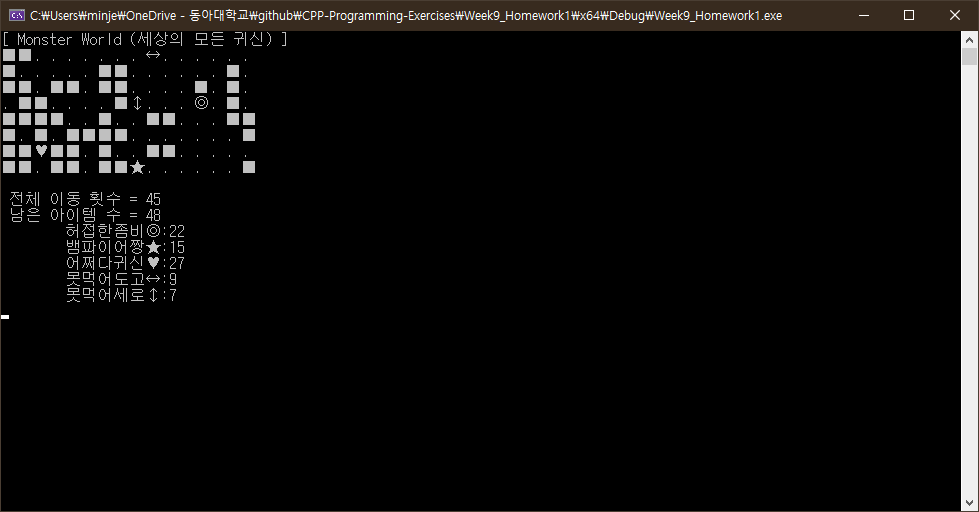 C:\Users\minje\OneDrive - 동아대학교\github\CPP-Programming-Exercises\Week9_Homework1\x64\Debug\Week9_Homework1.exe
[ Monster World (세상의 모든 귀신) ]
■■. . . . . . . ↔. . . . . .
■. . . . . ■■. . . . . . ■.
■■. ■■. ■■. . . . ■. ■.
. ■■. . . . ■↕. . . ◎. ■.
■■■■. . ■. . ■■. . . ■■
■. ■. ■■■■. . . . . . . ■
■■♥■■. ■. . ■■. . . . .
■■. ■■. ■■★. . . . . . ■
전체 이동 횟수 = 45
남은 아이템 수 = 48
허접한좀비◎:22
뱀파이어짱★:15
어쩌다귀신♥:27
못먹어도고↔:9
못먹어세로↕:7